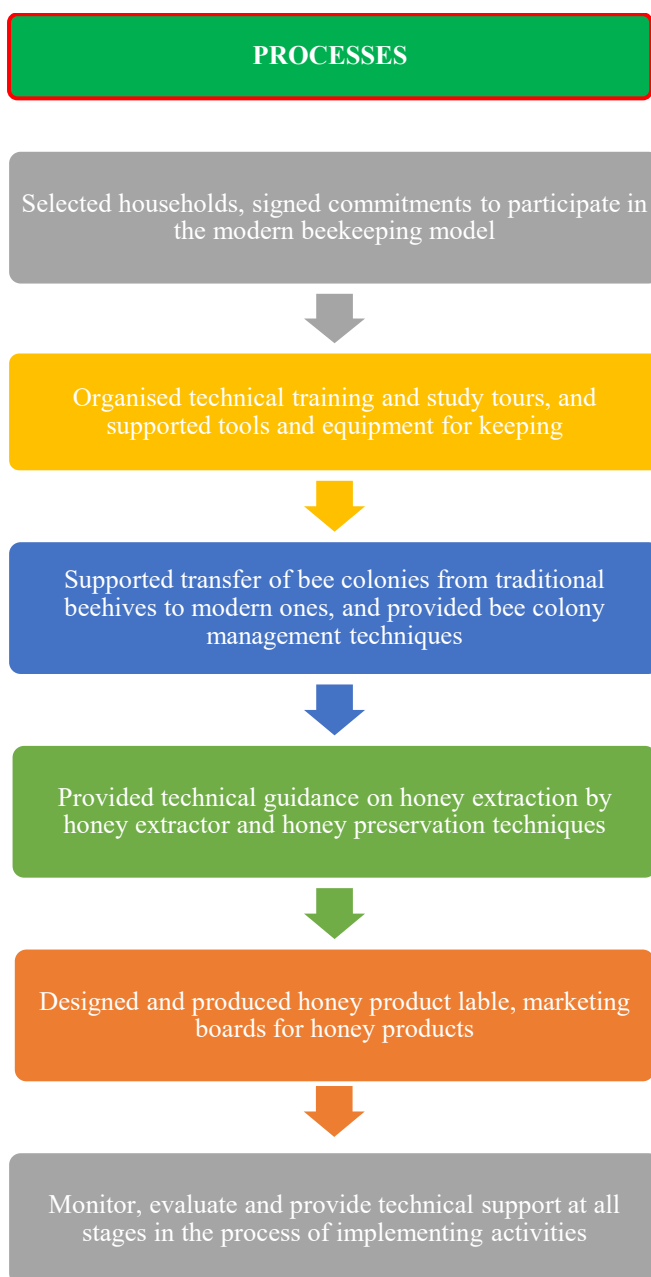 PROCESSES
Selected households, signed commitments to participate in
the modern beekeeping model
Organised technical training and study tours, and
supported tools and equipment for keeping
Supported transfer of bee colonies from traditional
beehives to modern ones, and provided bee colony
management techniques
Provided technical guidance on honey extraction by
honey extractor and honey preservation techniques
Designed and produced honey product lable, marketing
boards for honey products
Monitor, evaluate and provide technical support at all
stages in the process of implementing activities